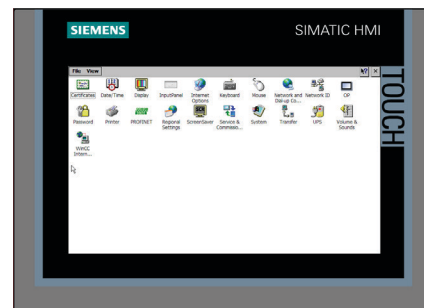 SIEMENS
SIMATIC HMI
TOUCH
File View
Certificates Date/Time Display InputPanel Internet Options Keyboard Mouse Network and Dial-up Co... Network ID OP
Password Printer PROFINET Regional Settings ScreenSaver Service & Commissio... System Transfer UPS Volume & Sounds
WinCC Intern...